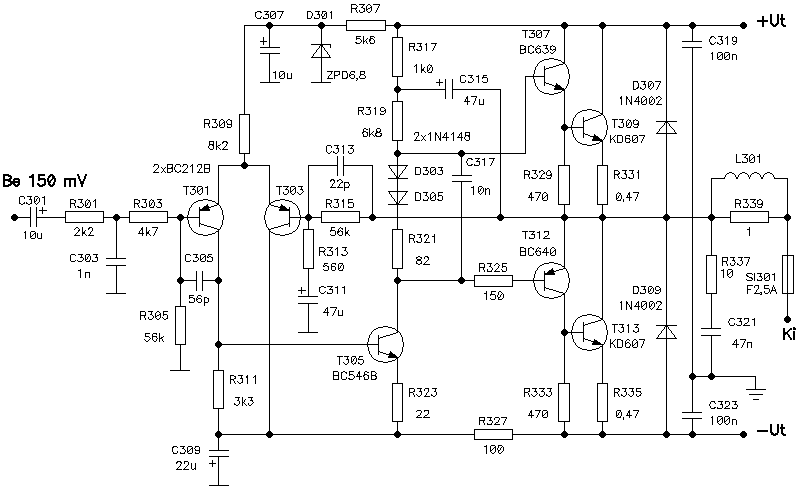 C307
10u
D301
ZPD6,8
R307
5k6
+Ut
R317
1k0
C315
47u
T307
BC639
C319
100n
R309
8k2
R319
6k8
2x1N4148
T309
KD607
D307
1N4002
C313
22p
D303
D305
C317
10n
R329
470
R331
0,47
L301
Be 150 mV
2xBC212B
T301
T303
C301
10u
R301
2k2
R303
4k7
R315
56k
R339
1
C303
1n
C305
56p
R313
560
R321
82
T312
BC640
R337
10
SI301
F2,5A
R305
56k
C311
47u
R325
150
D309
1N4002
C321
47n
Ki
T305
BC546B
T313
KD607
R311
3k3
R323
22
R333
470
R335
0,47
C323
100n
C309
22u
R327
100
-Ut